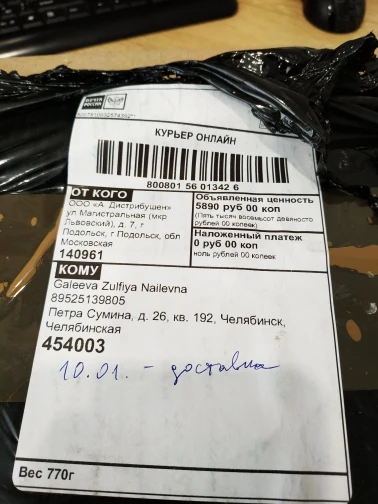 ПОЧТА РОССИИ
КУРЬЕР ОНЛАЙН
800801 56 01342 6
ОТ КОГО
ООО «А. Дистрибушен»
ул Магистральная (мкр
Львовский), д. 7, г
Подольск, г Подольск, обл
Московская
140961
Объявленная ценность
5890 руб 00 коп
(Пять тысяч восемьсот девяносто
рублей 00 копеек)
Наложенный платеж
0 руб 00 коп
ноль рублей 00 копеек
КОМУ
Galeeva Zulfiya Nailevna
89525139805
Петра Сумина, д. 26, кв. 192, Челябинск,
Челябинская
454003
10.01. - доставка
Вес 770г